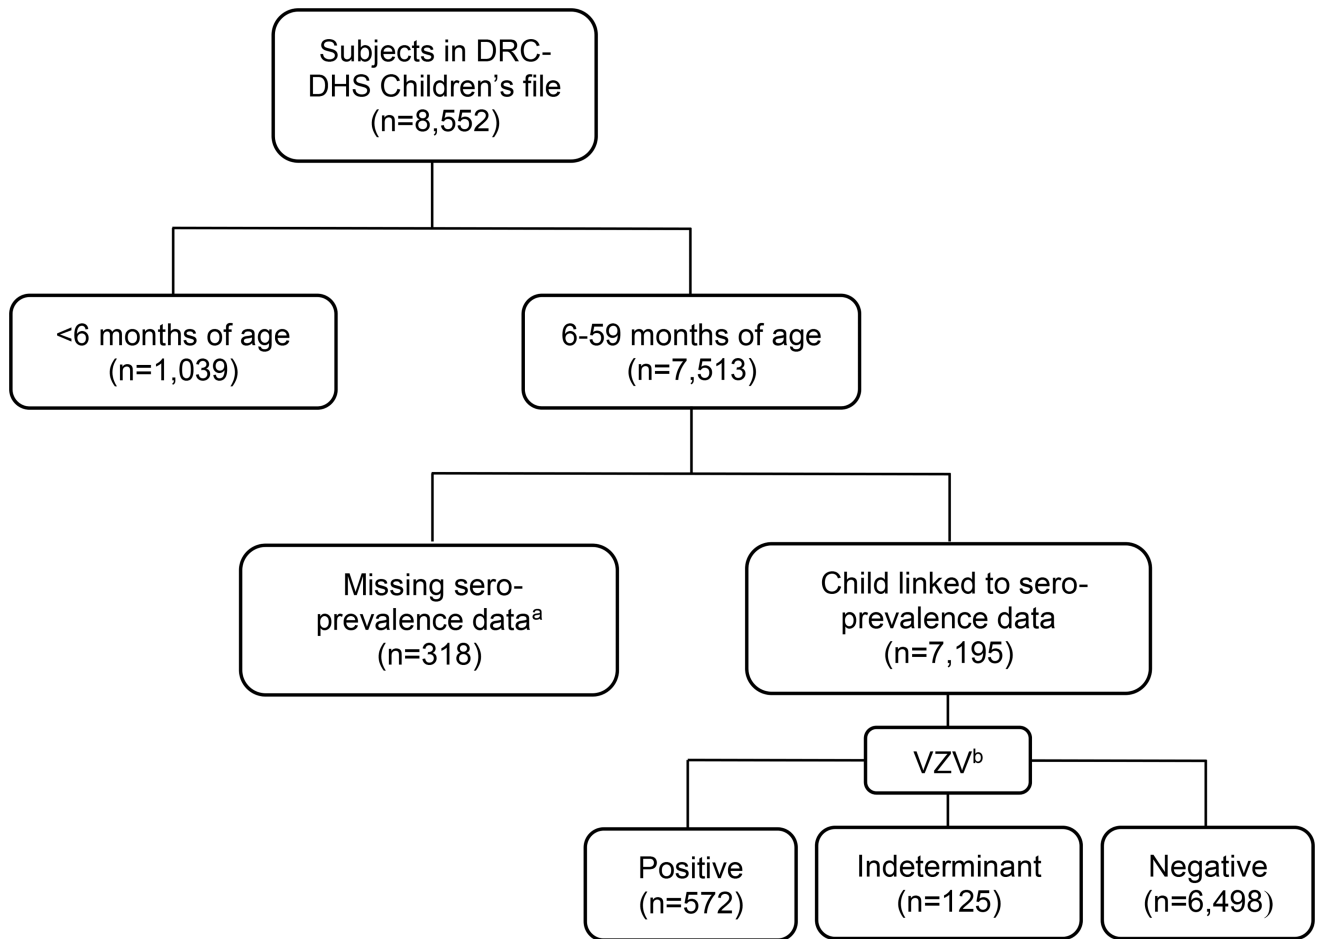 Subjects in DRC-
DHS Children’s file
(n=8,552)
<6 months of age
(n=1,039)
6-59 months of age
(n=7,513)
Missing sero-
prevalence dataᵃ
(n=318)
Child linked to sero-
prevalence data
(n=7,195)
VZVᵇ
Positive
(n=572)
Indeterminant
(n=125)
Negative
(n=6,498)